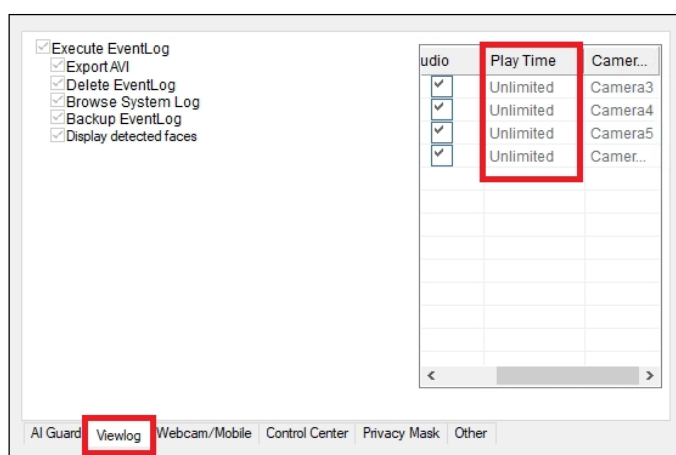 Execute EventLog
Export AVI
Delete EventLog
Browse System Log
Backup EventLog
Display detected faces
udio Play Time Camer...
Unlimited Camera3
Unlimited Camera4
Unlimited Camera5
Unlimited Camer...
AI Guard Viewlog Webcam/Mobile Control Center Privacy Mask Other